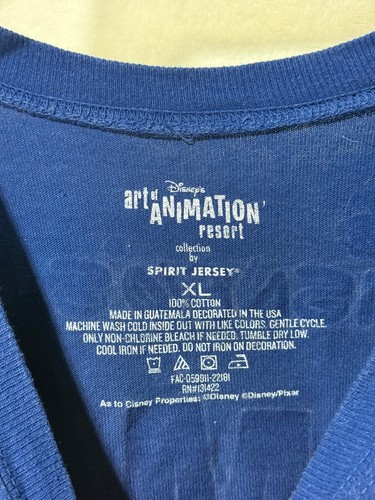 Disney's
art of
ANIMATION
resort
collection
by
SPIRIT JERSEY®
XL
100% COTTON
MADE IN GUATEMALA DECORATED IN THE USA
MACHINE WASH COLD INSIDE OUT WITH LIKE COLORS. GENTLE CYCLE.
ONLY NON-CHLORINE BLEACH IF NEEDED. TUMBLE DRY LOW.
COOL IRON IF NEEDED. DO NOT IRON ON DECORATION.
FAC-059911-22181
RN#131422
As to Disney Properties: ©Disney ©Disney/Pixar